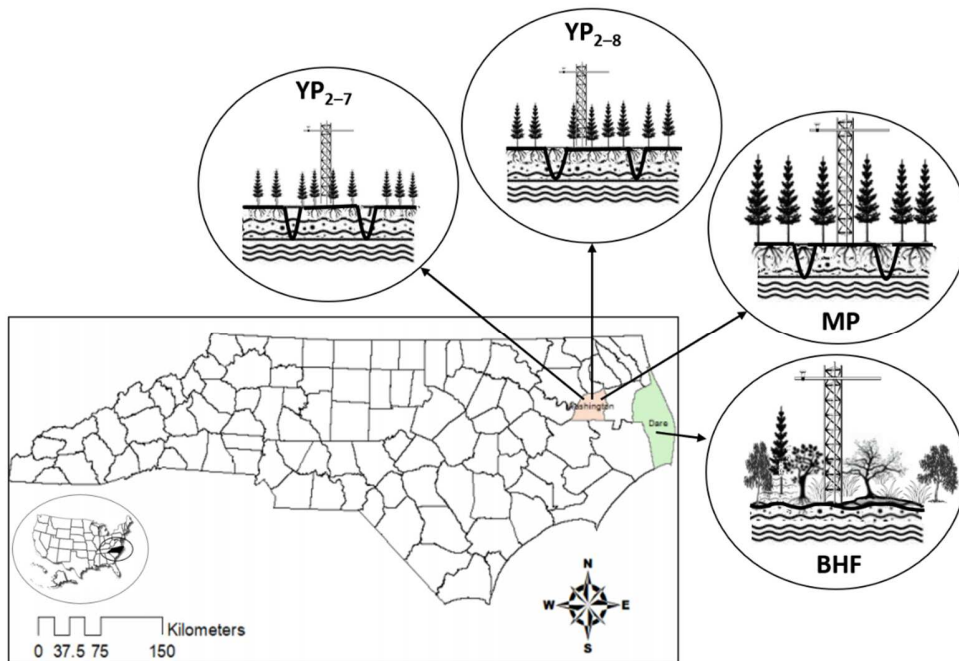 YP2–8
YP2–7
MP
Washington
Dare
BHF
N
W E
S
Kilometers
0 37.5 75 150